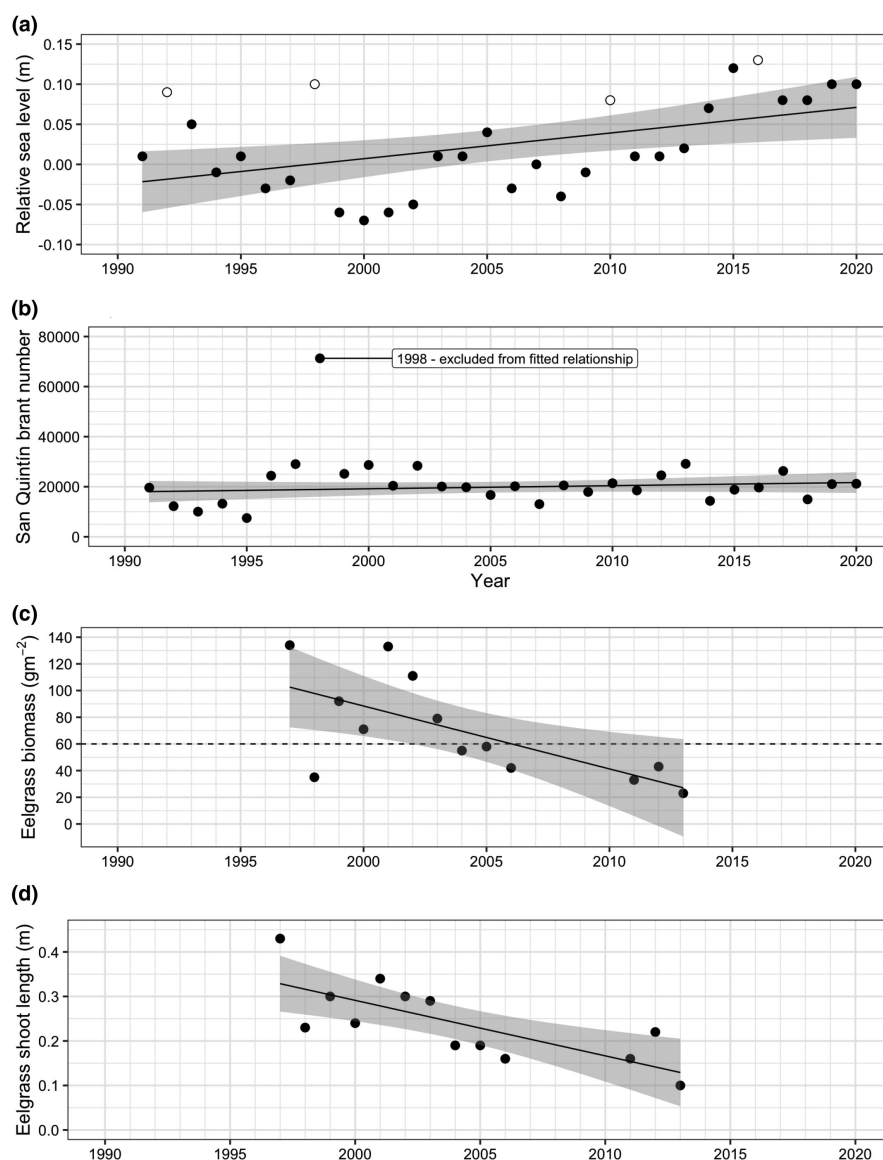 (a)
Relative sea level (m)
0.15
0.10
0.05
0.00
-0.05
-0.10
1990 1995 2000 2005 2010 2015 2020
(b)
San Quintín brant number
80000
60000
40000
20000
0
1998 - excluded from fitted relationship
1990 1995 2000 2005 2010 2015 2020
Year
(c)
Eelgrass biomass (gm⁻²)
140
120
100
80
60
40
20
0
1990 1995 2000 2005 2010 2015 2020
(d)
Eelgrass shoot length (m)
0.4
0.3
0.2
0.1
0.0
1990 1995 2000 2005 2010 2015 2020